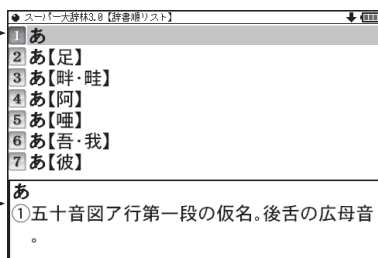 スーパー大辞林3.0【辞書順リスト】
1 あ
2 あ【足】
3 あ【畔・畦】
4 あ【阿】
5 あ【唖】
6 あ【吾・我】
7 あ【彼】
あ
①五十音図ア行第一段の仮名。後舌の広母音
。